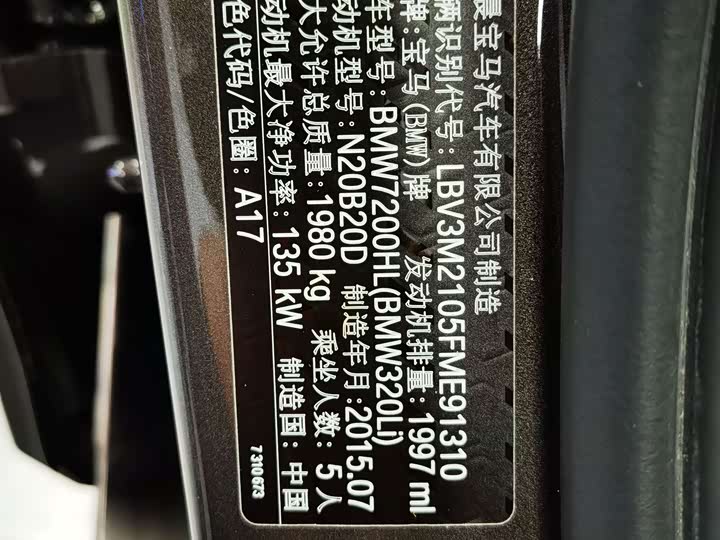 晨宝马汽车有限公司制造
辆识别代号:LBV3M2105FME91310
牌:宝马(BMW)牌 发动机排量:1997 ml
车型号:BMW7200HL(BMW320Li)
动机型号:N20B20D 制造年月:2015.07
大允许总质量:1980 kg 乘坐人数:5人
动机最大净功率:135 kW 制造国:中国
色代码/色圈:A17
7 310 673